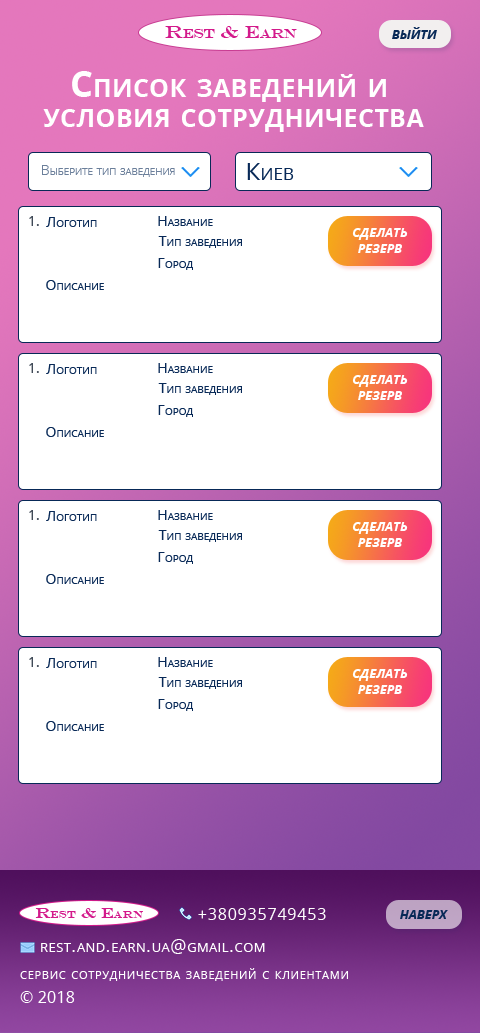 Rest & Earn
ВЫЙТИ
Список заведений и
условия сотрудничества
Выберите тип заведения
Киев
1. Логотип
Название
Тип заведения
Город
Описание
СДЕЛАТЬ
РЕЗЕРВ
1. Логотип
Название
Тип заведения
Город
Описание
СДЕЛАТЬ
РЕЗЕРВ
1. Логотип
Название
Тип заведения
Город
Описание
СДЕЛАТЬ
РЕЗЕРВ
1. Логотип
Название
Тип заведения
Город
Описание
СДЕЛАТЬ
РЕЗЕРВ
Rest & Earn
+380935749453
НАВЕРХ
rest.and.earn.ua@gmail.com
сервис сотрудничества заведений с клиентами
© 2018